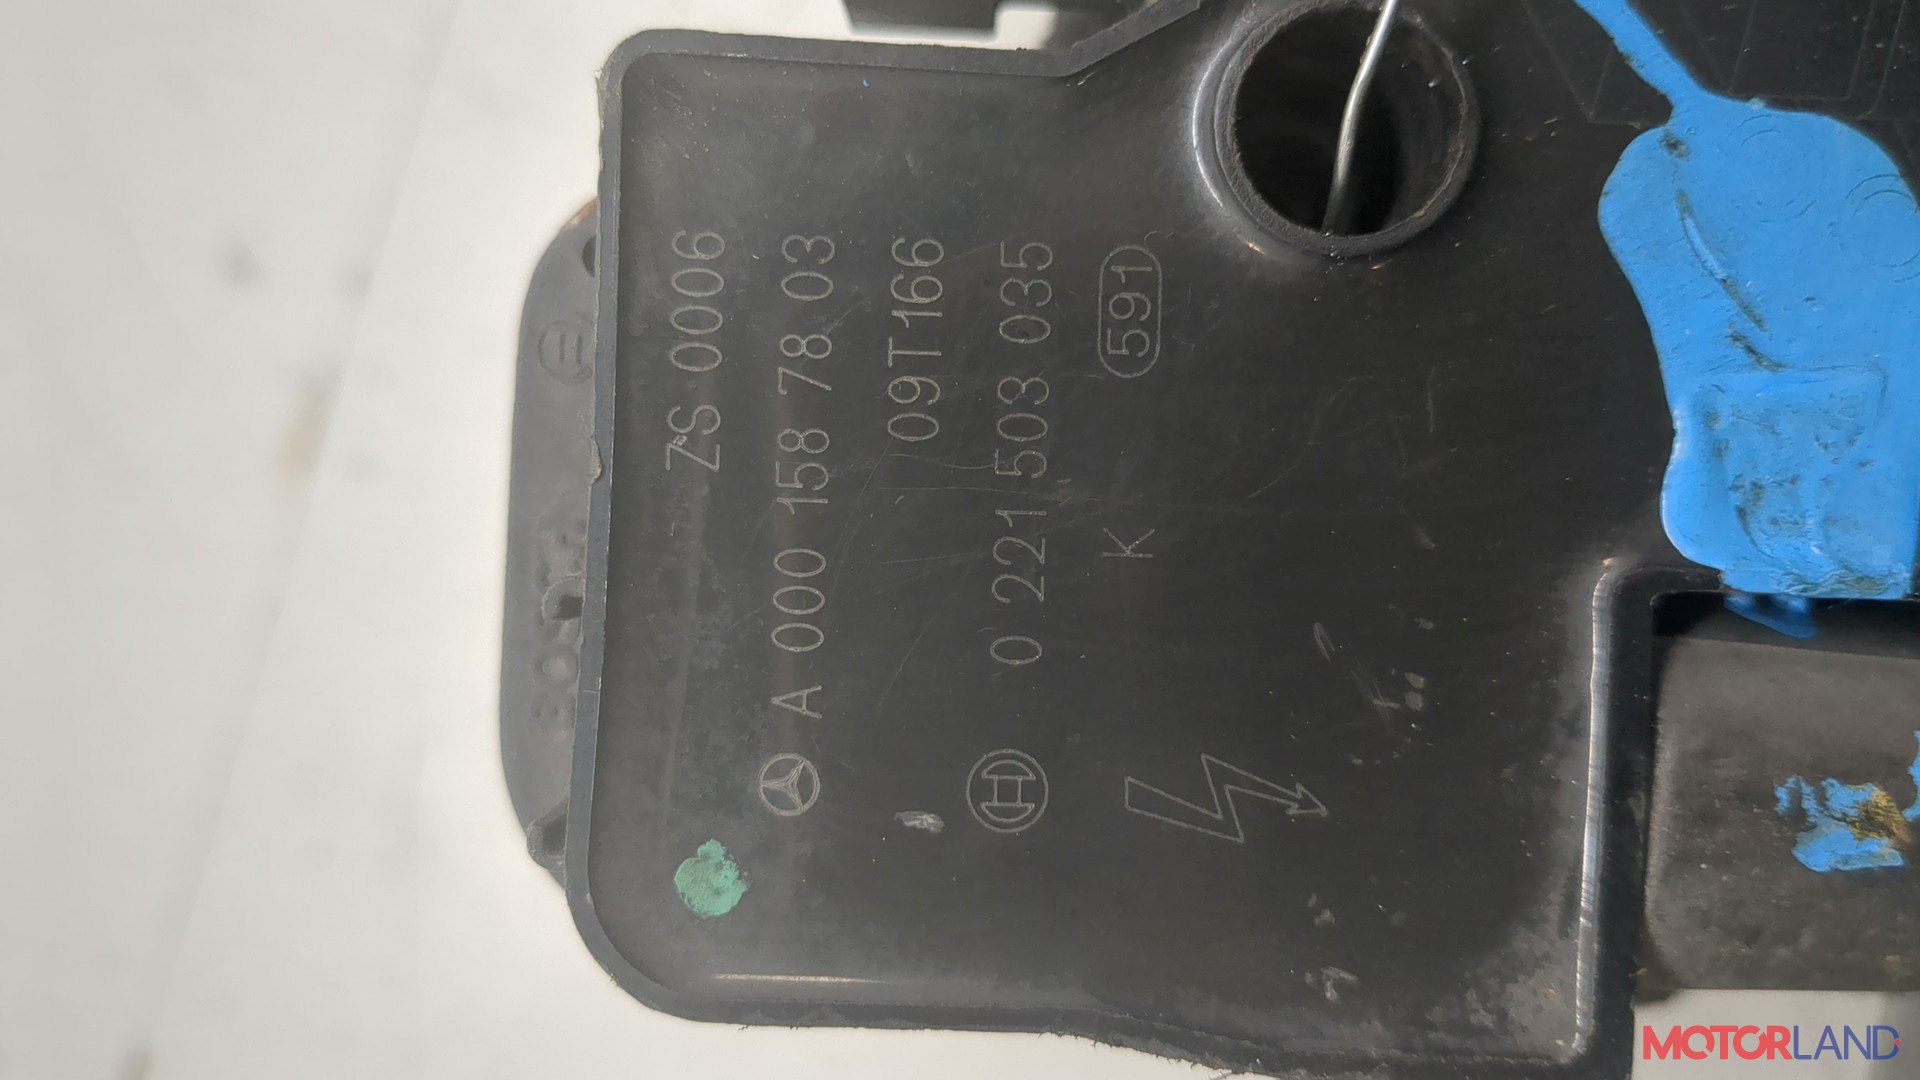 ZS 0006
A 000 158 78 03
09T166
0 221 503 035
K 591
MOTORLAND